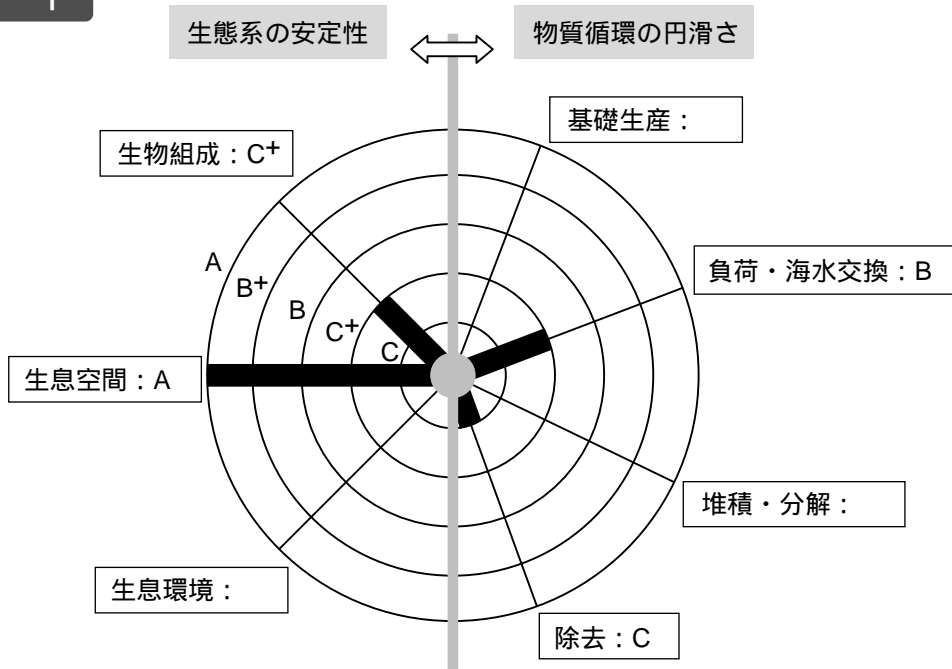 生態系の安定性
物質循環の円滑さ
基礎生産：
生物組成：C+
負荷・海水交換：B
A
B+
B
C+
C
生息空間：A
堆積・分解：
生息環境：
除去：C